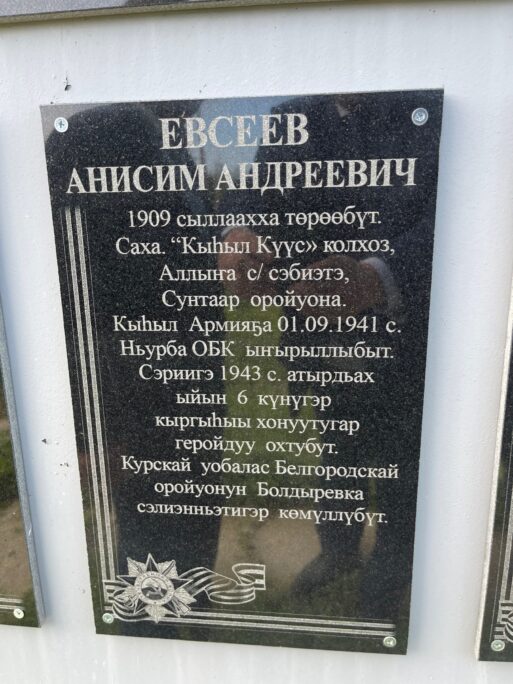 ЕВСЕЕВ
АНИСИМ АНДРЕЕВИЧ
1909 сыллаахха төрөөбүт.
Саха. “Кыһыл Күүс» колхоз,
Аллыҥа с/ сэбиэтэ,
Сунтаар оройуона.
Кыһыл Армияҕа 01.09.1941 с.
Ньурба ОБК ыҥырыллыбыт.
Сэриигэ 1943 с. атырдьах
ыйын 6 күнүгэр
кыргыһыы хонуутугар
геройдуу охтубут.
Курскай уобалас Белгородскай
оройуонун Болдыревка
сэлиэнньэтигэр көмүллүбүт.